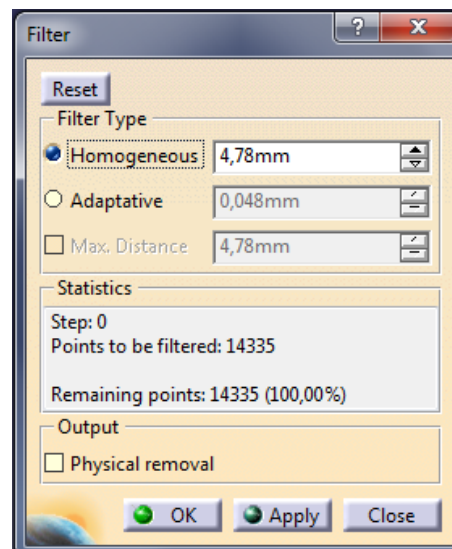 Filter
?
X
Reset
Filter Type
Homogeneous 4,78mm
Adaptative 0,048mm
Max. Distance 4,78mm
Statistics
Step: 0
Points to be filtered: 14335
Remaining points: 14335 (100,00%)
Output
Physical removal
OK Apply Close